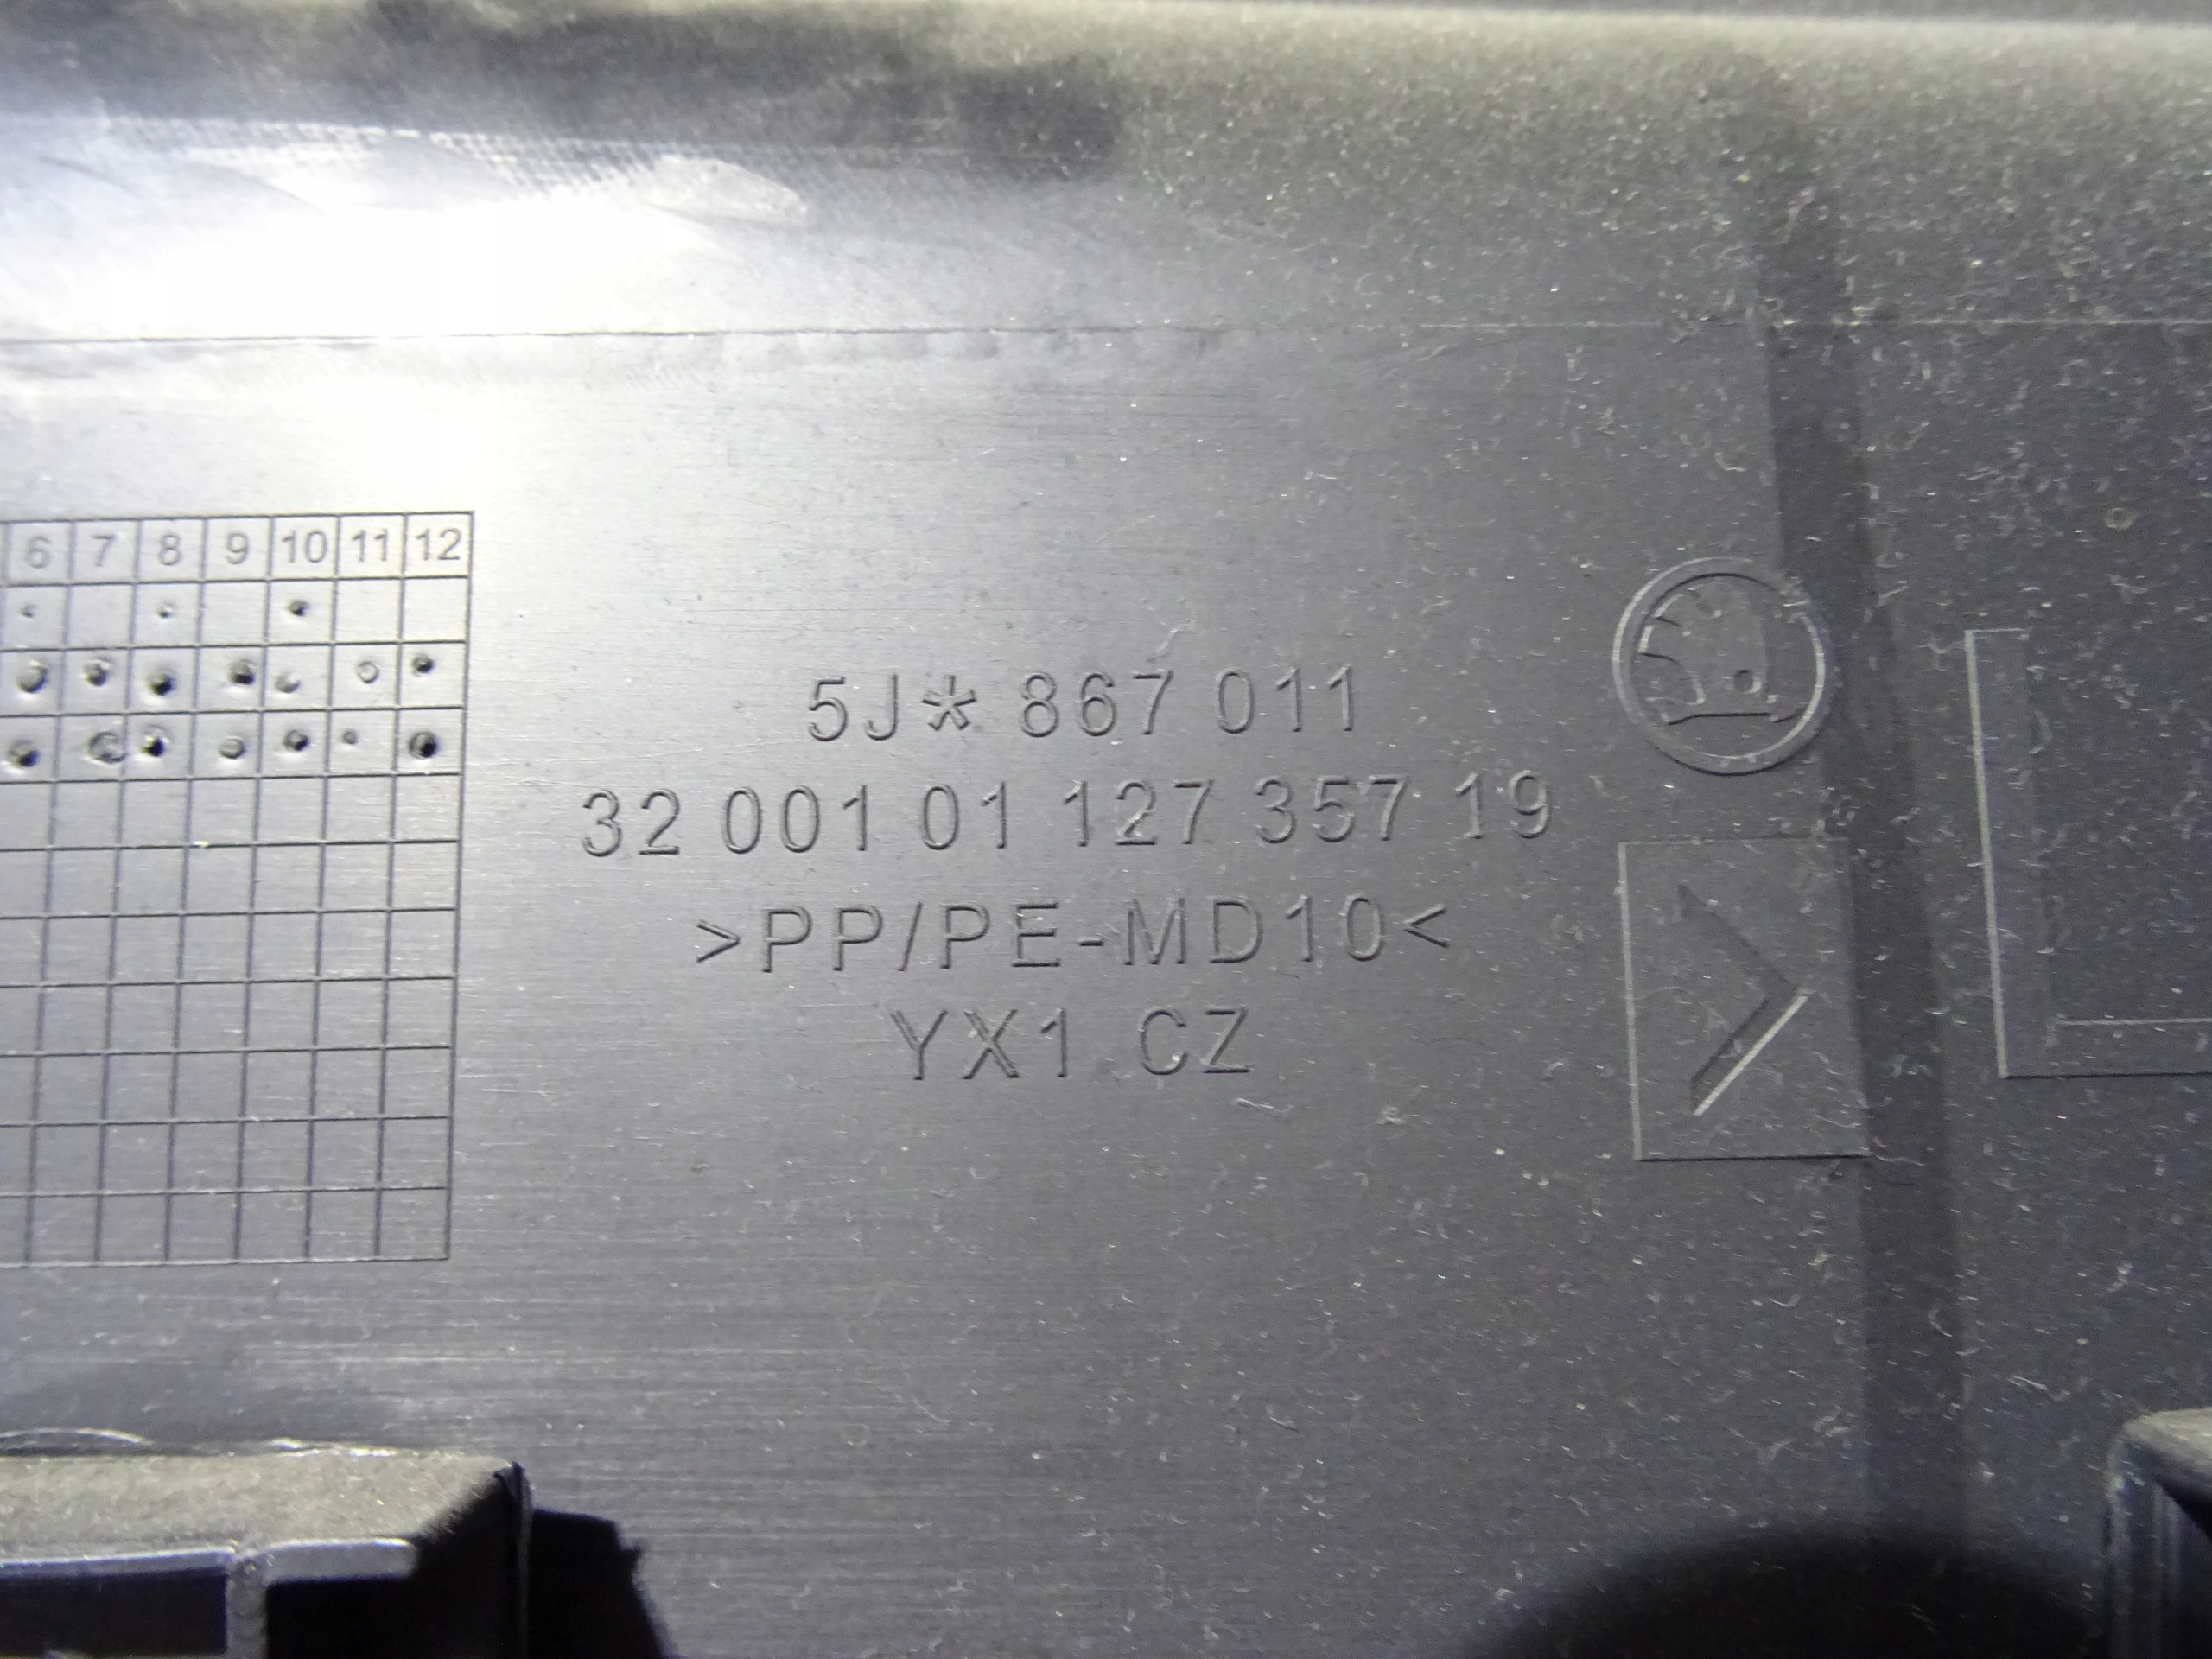 6 7 8 9 10 11 12
5J* 867 011
32 001 01 127 357 19
>PP/PE-MD10<
YX1 CZ